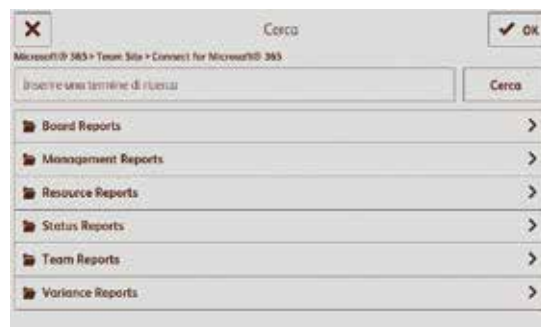 Cerca
OK
Microsoft® 365 > Team Site > Connect for Microsoft® 365
Inserire una termine di ricerca
Cerca
Board Reports
Management Reports
Resource Reports
Status Reports
Team Reports
Variance Reports